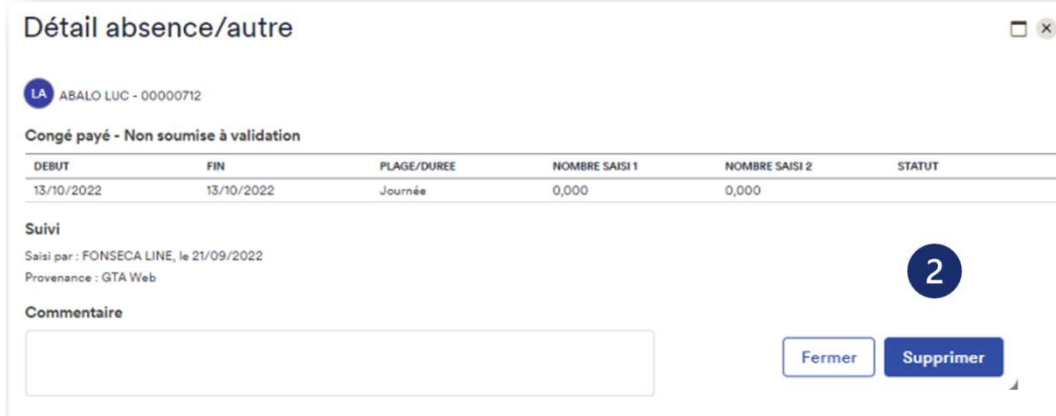 Détail absence/autre
LA ABALO LUC - 00000712
Congé payé - Non soumise à validation
DEBUT FIN PLAGE/DUREE NOMBRE SAISI 1 NOMBRE SAISI 2 STATUT
13/10/2022 13/10/2022 Journée 0,000 0,000
Suivi
Saisi par : FONSECA LINE, le 21/09/2022
Provenance : GTA Web
2
Commentaire
Fermer Supprimer